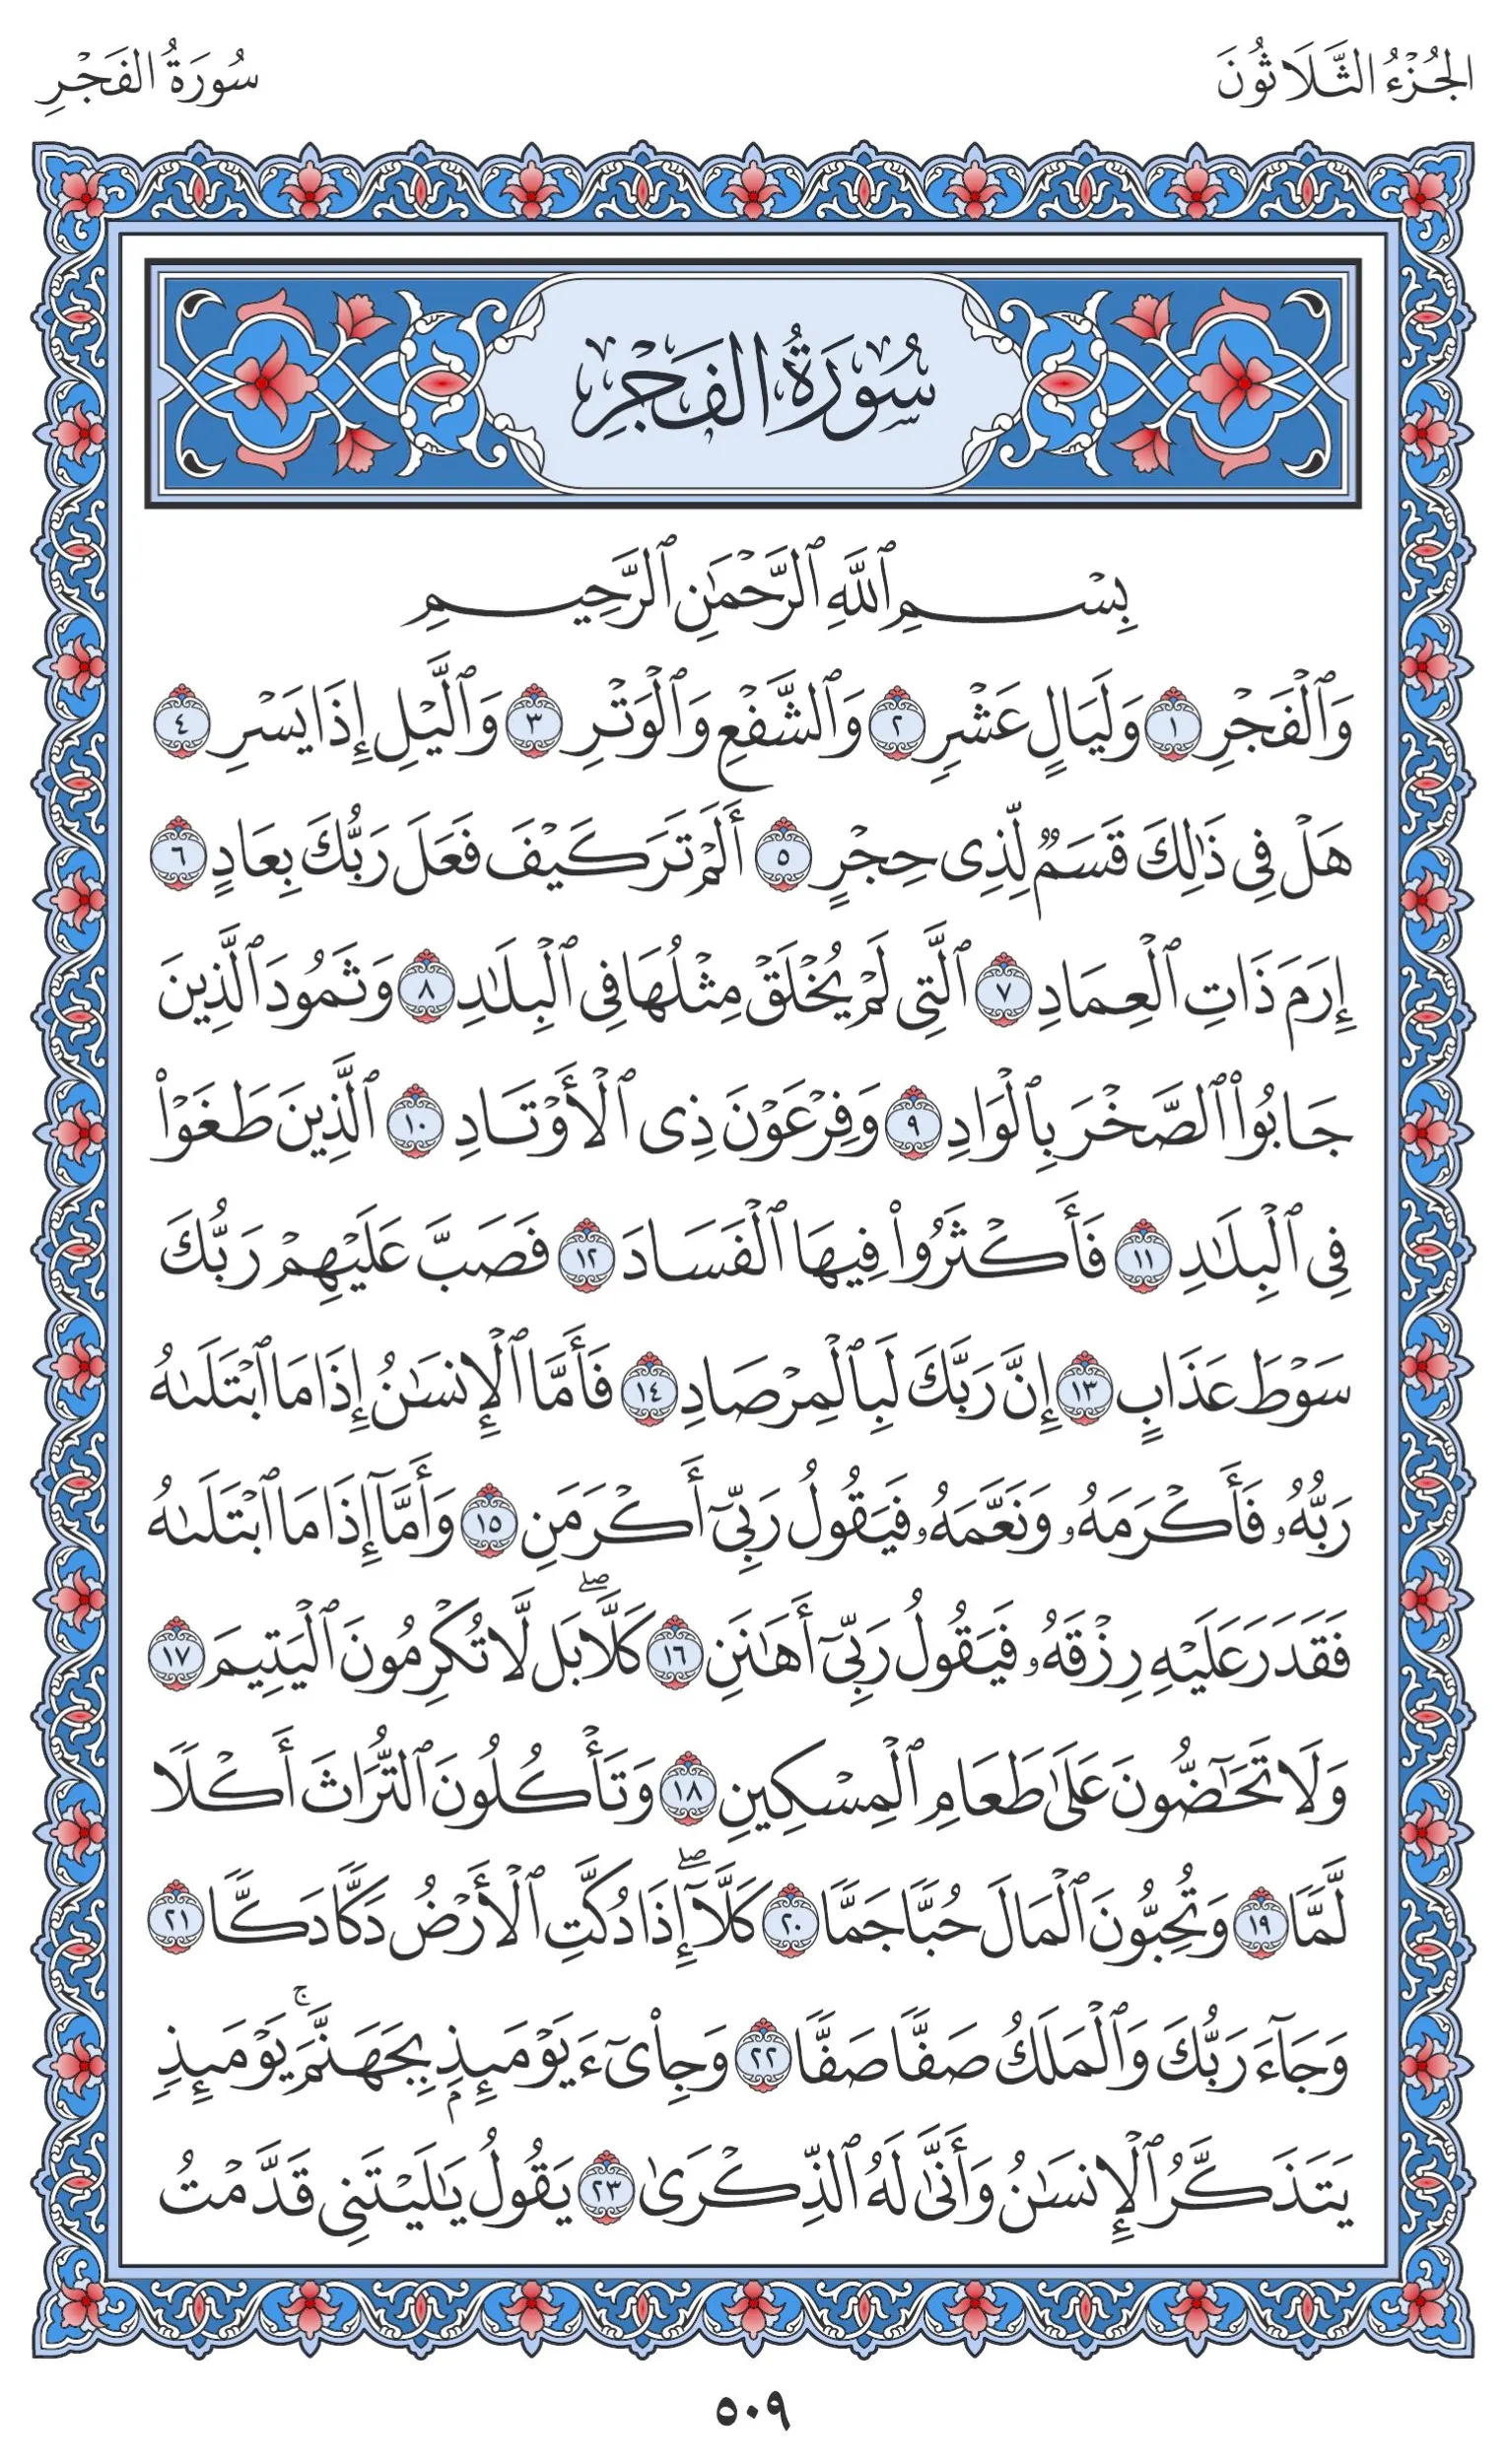 الجُزْءُ الثَّلَاثُونَ
سُورَةُ الفَجْرِ
سُورَةُ الفَجْرِ
بِسْمِ ٱللَّهِ ٱلرَّحْمَٰنِ ٱلرَّحِيمِ
وَٱلْفَجْرِ ١ وَلَيَالٍ عَشْرٍ ٢ وَٱلشَّفْعِ وَٱلْوَتْرِ ٣ وَٱلَّيْلِ إِذَا يَسْرِ ٤
هَلْ فِى ذَٰلِكَ قَسَمٌ لِّذِى حِجْرٍ ٥ أَلَمْ تَرَ كَيْفَ فَعَلَ رَبُّكَ بِعَادٍ ٦
إِرَمَ ذَاتِ ٱلْعِمَادِ ٧ ٱلَّتِى لَمْ يُخْلَقْ مِثْلُهَا فِى ٱلْبِلَٰدِ ٨ وَثَمُودَ ٱلَّذِينَ
جَابُوا۟ ٱلصَّخْرَ بِٱلْوَادِ ٩ وَفِرْعَوْنَ ذِى ٱلْأَوْتَادِ ١٠ ٱلَّذِينَ طَغَوْا۟
فِى ٱلْبِلَٰدِ ١١ فَأَكْثَرُوا۟ فِيهَا ٱلْفَسَادَ ١٢ فَصَبَّ عَلَيْهِمْ رَبُّكَ
سَوْطَ عَذَابٍ ١٣ إِنَّ رَبَّكَ لَبِٱلْمِرْصَادِ ١٤ فَأَمَّا ٱلْإِنسَٰنُ إِذَا مَا ٱبْتَلَىٰهُ
رَبُّهُۥ فَأَكْرَمَهُۥ وَنَعَّمَهُۥ فَيَقُولُ رَبِّىٓ أَكْرَمَنِ ١٥ وَأَمَّآ إِذَا مَا ٱبْتَلَىٰهُ
فَقَدَرَ عَلَيْهِ رِزْقَهُۥ فَيَقُولُ رَبِّىٓ أَهَٰنَنِ ١٦ كَلَّا ۖ بَل لَّا تُكْرِمُونَ ٱلْيَتِيمَ ١٧
وَلَا تَحَٰٓضُّونَ عَلَىٰ طَعَامِ ٱلْمِسْكِينِ ١٨ وَتَأْكُلُونَ ٱلتُّرَاثَ أَكْلًا
لَّمًّا ١٩ وَتُحِبُّونَ ٱلْمَالَ حُبًّا جَمًّا ٢٠ كَلَّآ ۖ إِذَا دُكَّتِ ٱلْأَرْضُ دَكًّا دَكًّا ٢١
وَجَآءَ رَبُّكَ وَٱلْمَلَكُ صَفًّا صَفًّا ٢٢ وَجِا۟ىٓءَ يَوْمَئِذٍۭ بِجَهَنَّمَ ۚ يَوْمَئِذٍ
يَتَذَكَّرُ ٱلْإِنسَٰنُ وَأَنَّىٰ لَهُ ٱلذِّكْرَىٰ ٢٣ يَقُولُ يَٰلَيْتَنِى قَدَّمْتُ
٥٠٩